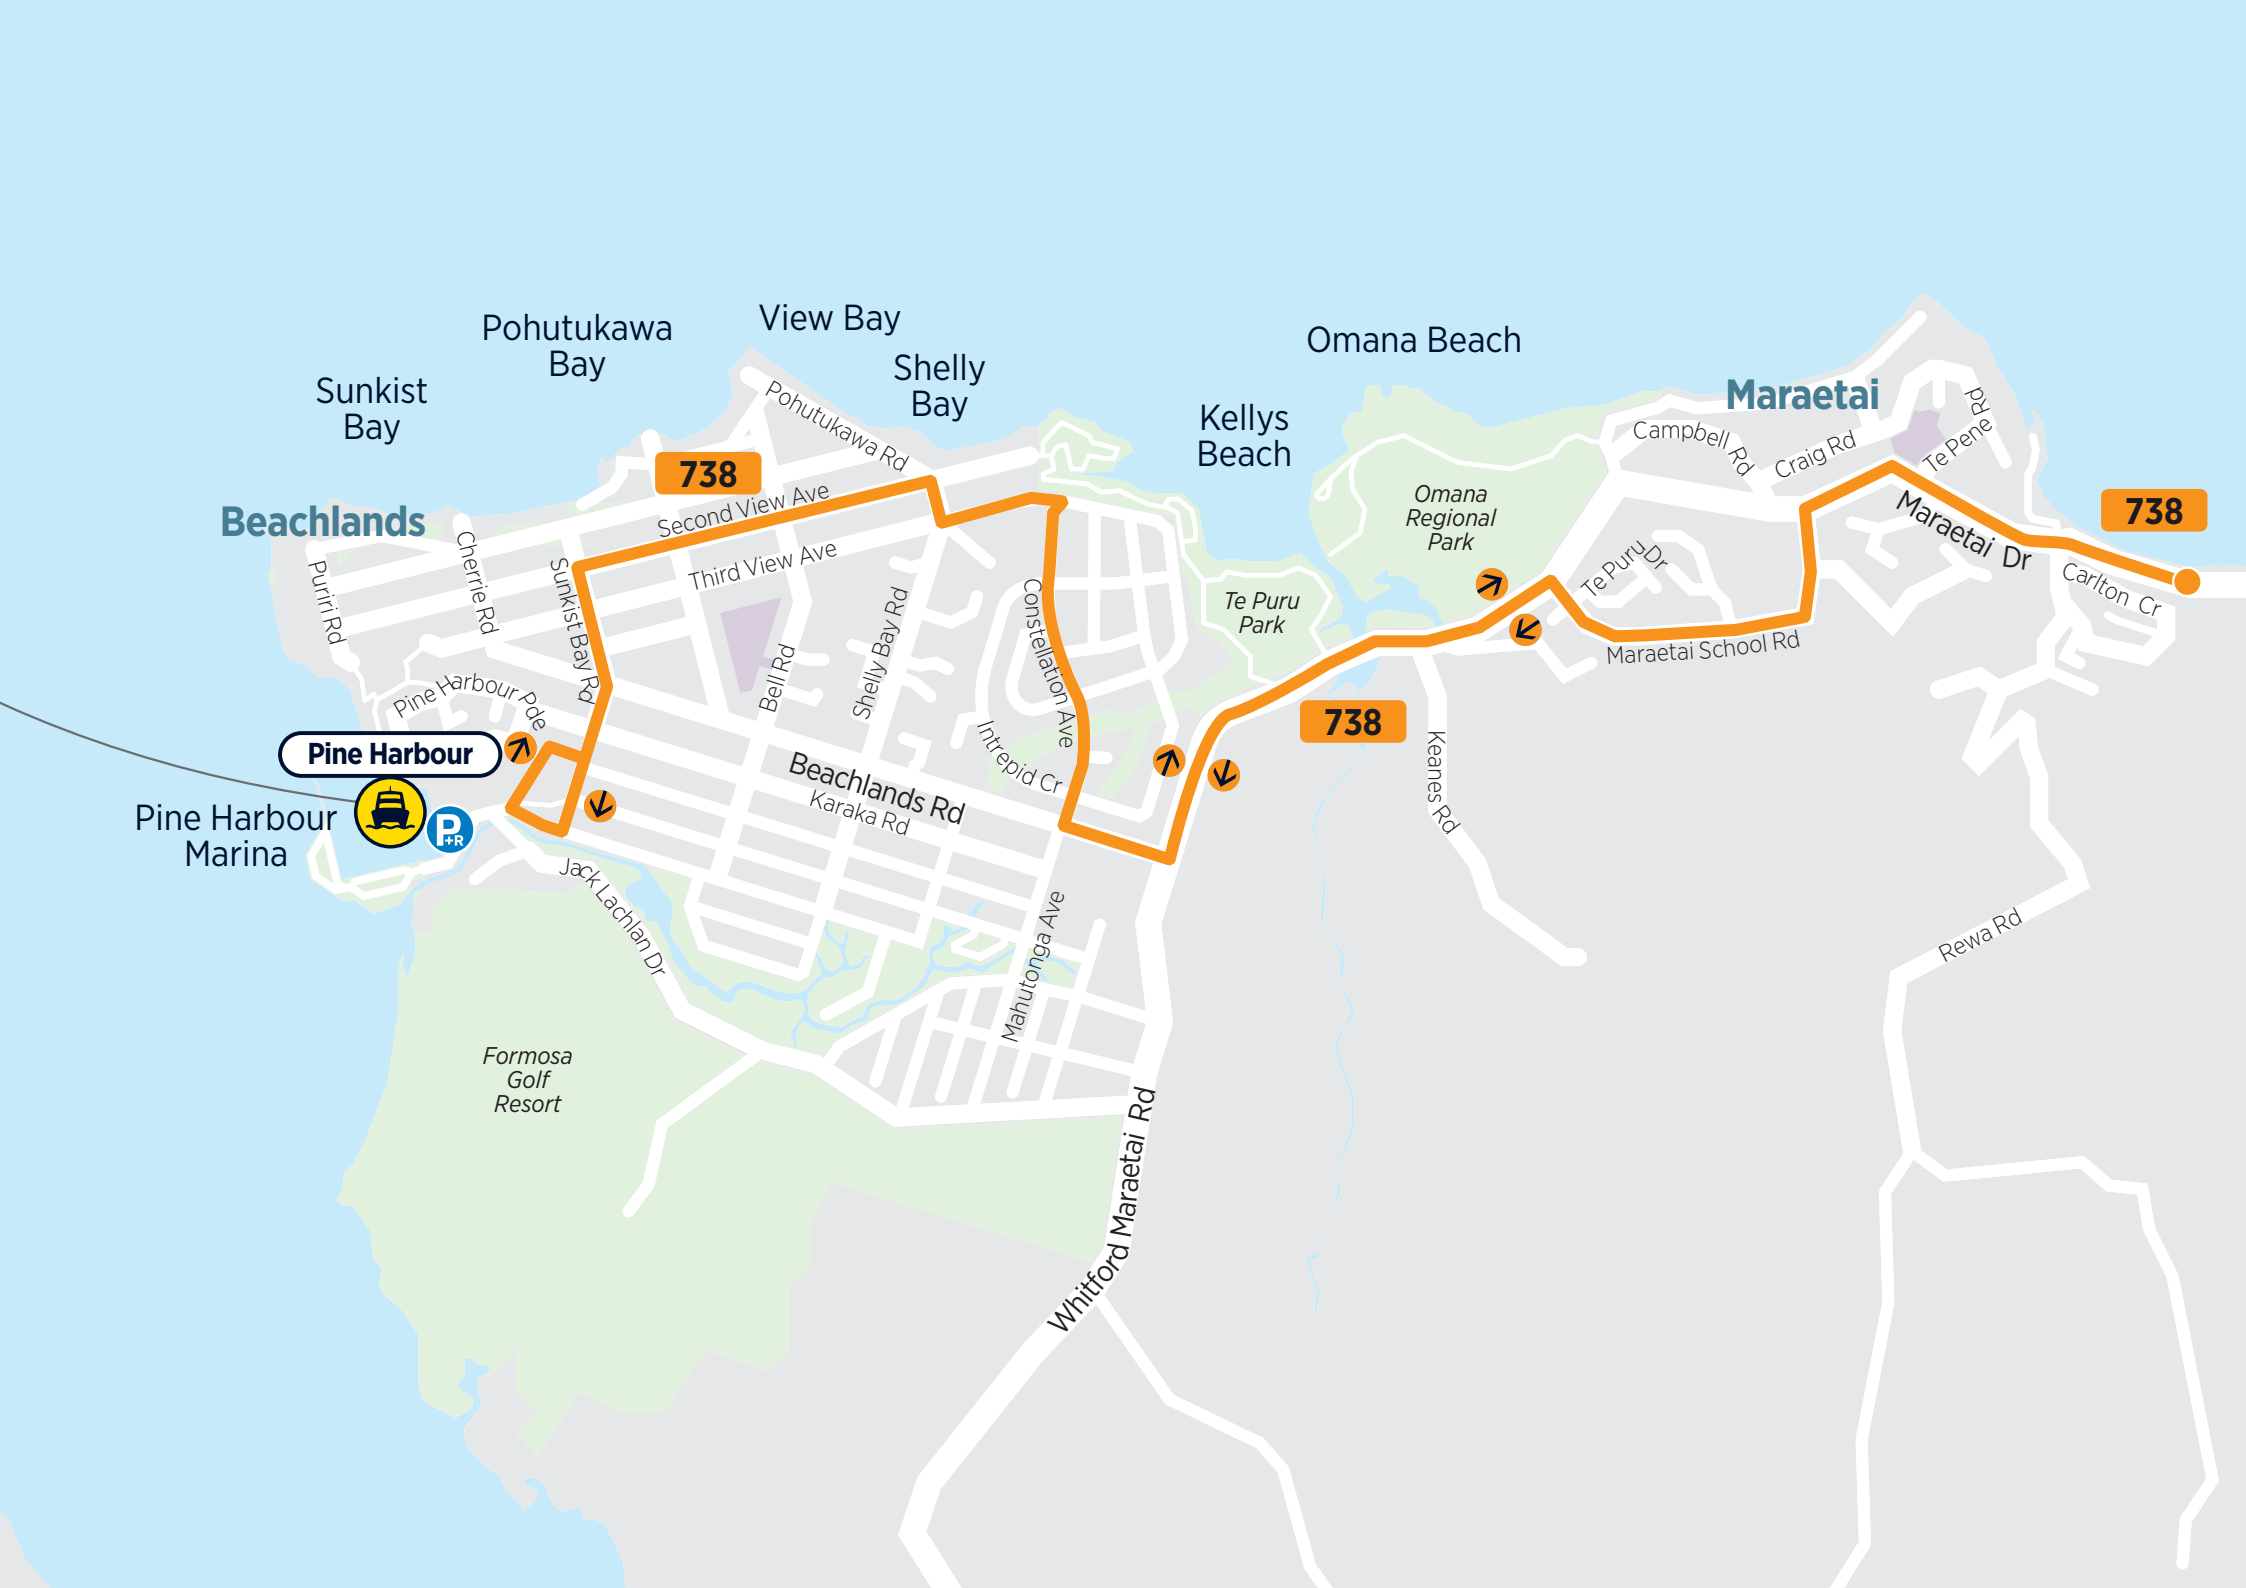 View Bay
Pohutukawa
Bay
Omana Beach
Shelly
Bay
Sunkist
Bay
Kellys
Beach
Maraetai
Pohutukawa Rd
Campbell Rd
Craig Rd
Te Pene
Rd
738
Second View Ave
Omana
Regional
Park
738
Beachlands
Maraetai Dr
Third View Ave
Cherrie Rd
Puriri Rd
Sunkist Bay Rd
Te Puru Dr
Carlton Cr
Te Puru
Park
Constellation Ave
Shelly Bay Rd
Bell Rd
Maraetai School Rd
Pine Harbour Pde
738
Pine Harbour
Intrepid Cr
Beachlands Rd
Karaka Rd
Keanes Rd
Pine Harbour
Marina
P+R
Jack Lachlan Dr
Mahutonga Ave
Rewa Rd
Formosa
Golf
Resort
Whitford Maraetai Rd